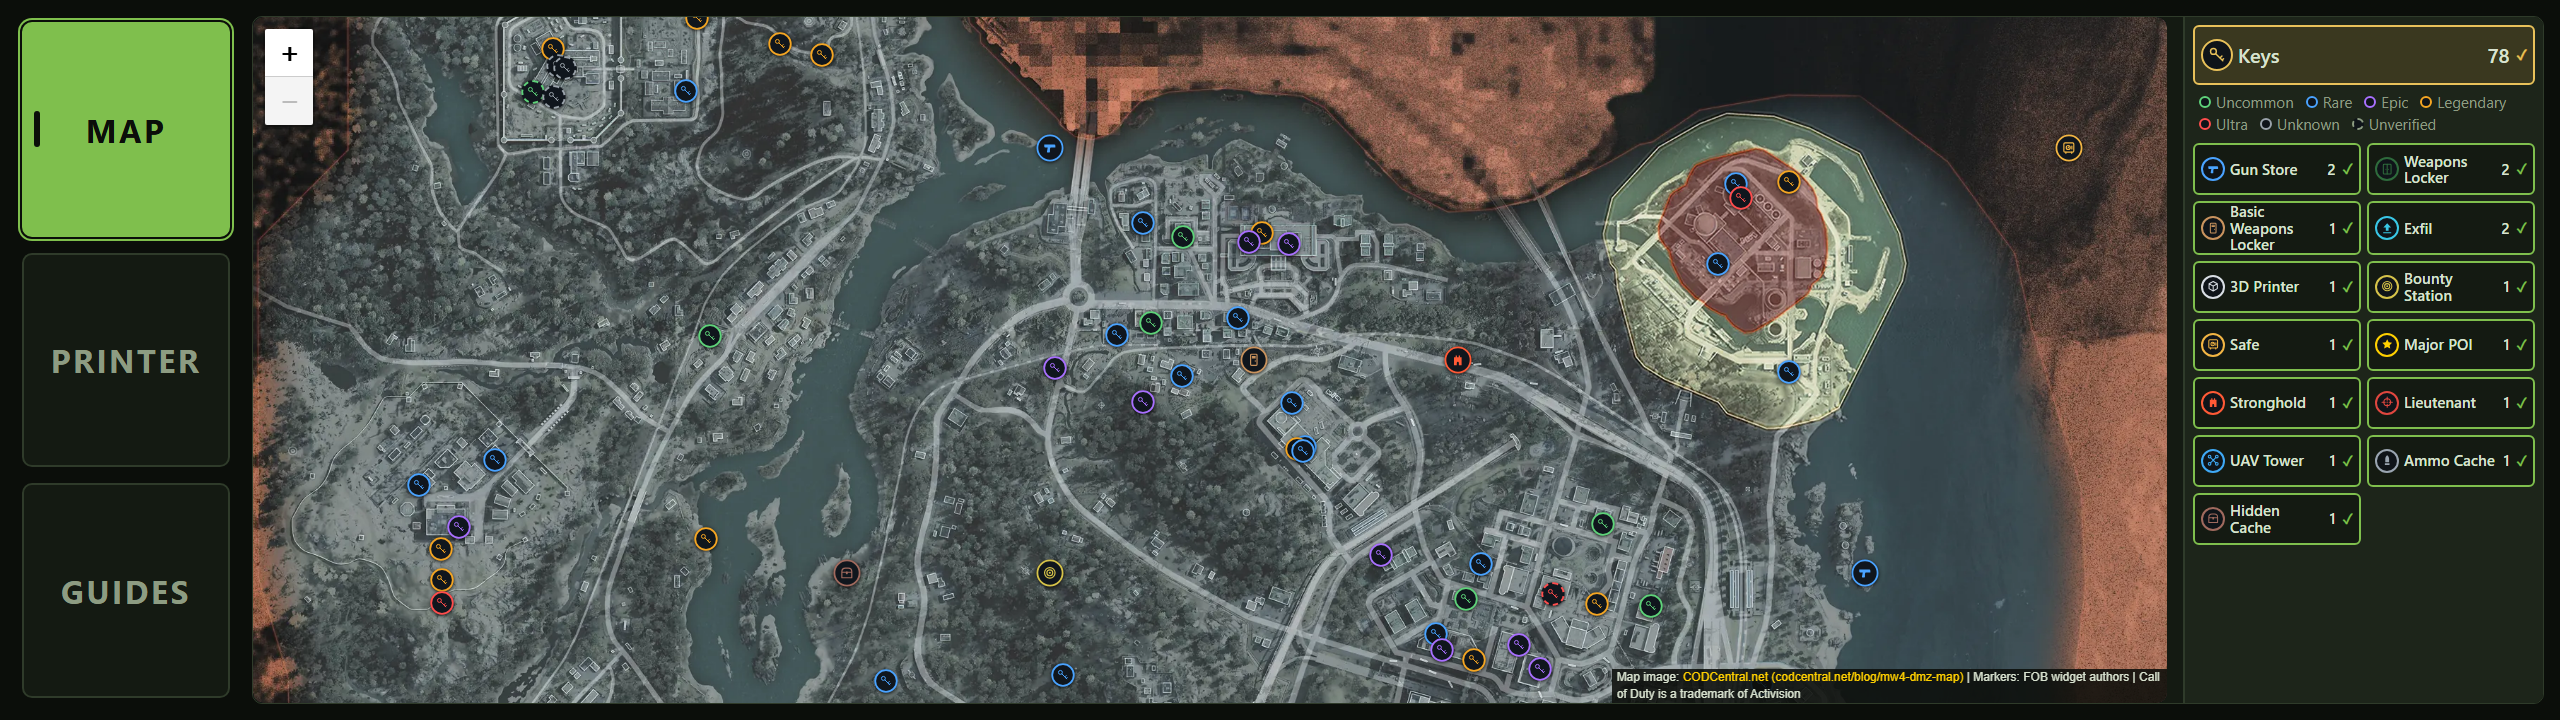 MAP
PRINTER
GUIDES
+
−
Map image: CODCentral.net (codcentral.net/blog/mw4-dmz-map) | Markers: FOB widget authors | Call
of Duty is a trademark of Activision
Keys 78 ✓
Uncommon Rare Epic Legendary
Ultra Unknown Unverified
Gun Store 2 ✓
Weapons
Locker 2 ✓
Basic
Weapons
Locker 1 ✓
Exfil 2 ✓
3D Printer 1 ✓
Bounty
Station 1 ✓
Safe 1 ✓
Major POI 1 ✓
Stronghold 1 ✓
Lieutenant 1 ✓
UAV Tower 1 ✓
Ammo Cache 1 ✓
Hidden
Cache 1 ✓